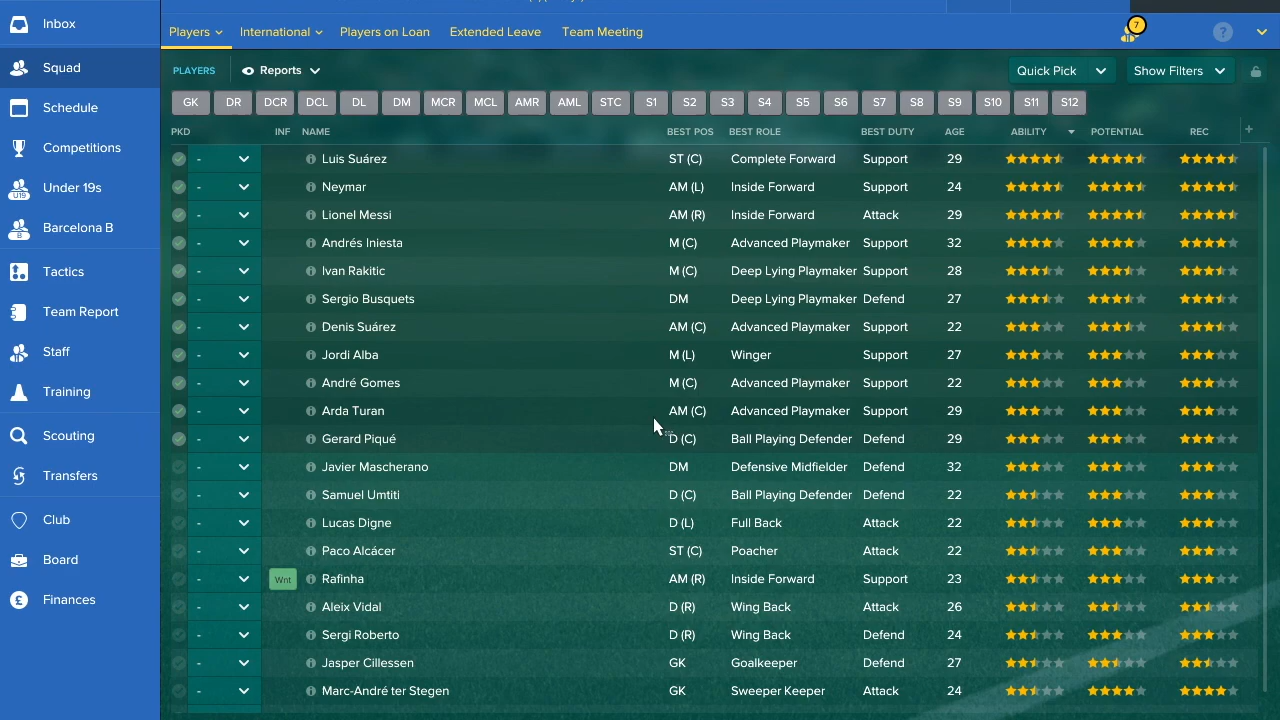 Inbox
Squad
Schedule
Competitions
U19 Under 19s
B Barcelona B
Tactics
Team Report
Staff
Training
Scouting
Transfers
Club
Board
£ Finances
Players International Players on Loan Extended Leave Team Meeting 7 ?
PLAYERS Reports Quick Pick Show Filters
GK DR DCR DCL DL DM MCR MCL AMR AML STC S1 S2 S3 S4 S5 S6 S7 S8 S9 S10 S11 S12
PKD INF NAME BEST POS BEST ROLE BEST DUTY AGE ABILITY POTENTIAL REC +
- Luis Suárez ST (C) Complete Forward Support 29
- Neymar AM (L) Inside Forward Support 24
- Lionel Messi AM (R) Inside Forward Attack 29
- Andrés Iniesta M (C) Advanced Playmaker Support 32
- Ivan Rakitic M (C) Deep Lying Playmaker Support 28
- Sergio Busquets DM Deep Lying Playmaker Defend 27
- Denis Suárez AM (C) Advanced Playmaker Support 22
- Jordi Alba M (L) Winger Support 27
- André Gomes M (C) Advanced Playmaker Support 22
- Arda Turan AM (C) Advanced Playmaker Support 29
- Gerard Piqué D (C) Ball Playing Defender Defend 29
- Javier Mascherano DM Defensive Midfielder Defend 32
- Samuel Umtiti D (C) Ball Playing Defender Defend 22
- Lucas Digne D (L) Full Back Attack 22
- Paco Alcácer ST (C) Poacher Attack 22
- Wnt Rafinha AM (R) Inside Forward Support 23
- Aleix Vidal D (R) Wing Back Attack 26
- Sergi Roberto D (R) Wing Back Defend 24
- Jasper Cillessen GK Goalkeeper Defend 27
- Marc-André ter Stegen GK Sweeper Keeper Attack 24